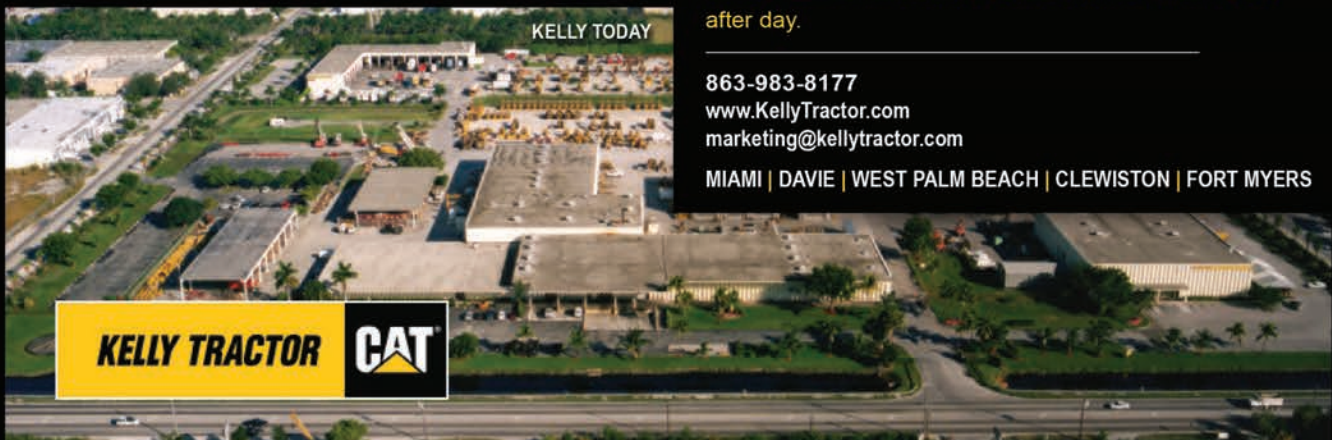 KELLY TODAY
after day.
863-983-8177
www.KellyTractor.com
marketing@kellytractor.com
MIAMI | DAVIE | WEST PALM BEACH | CLEWISTON | FORT MYERS
KELLY TRACTOR CAT